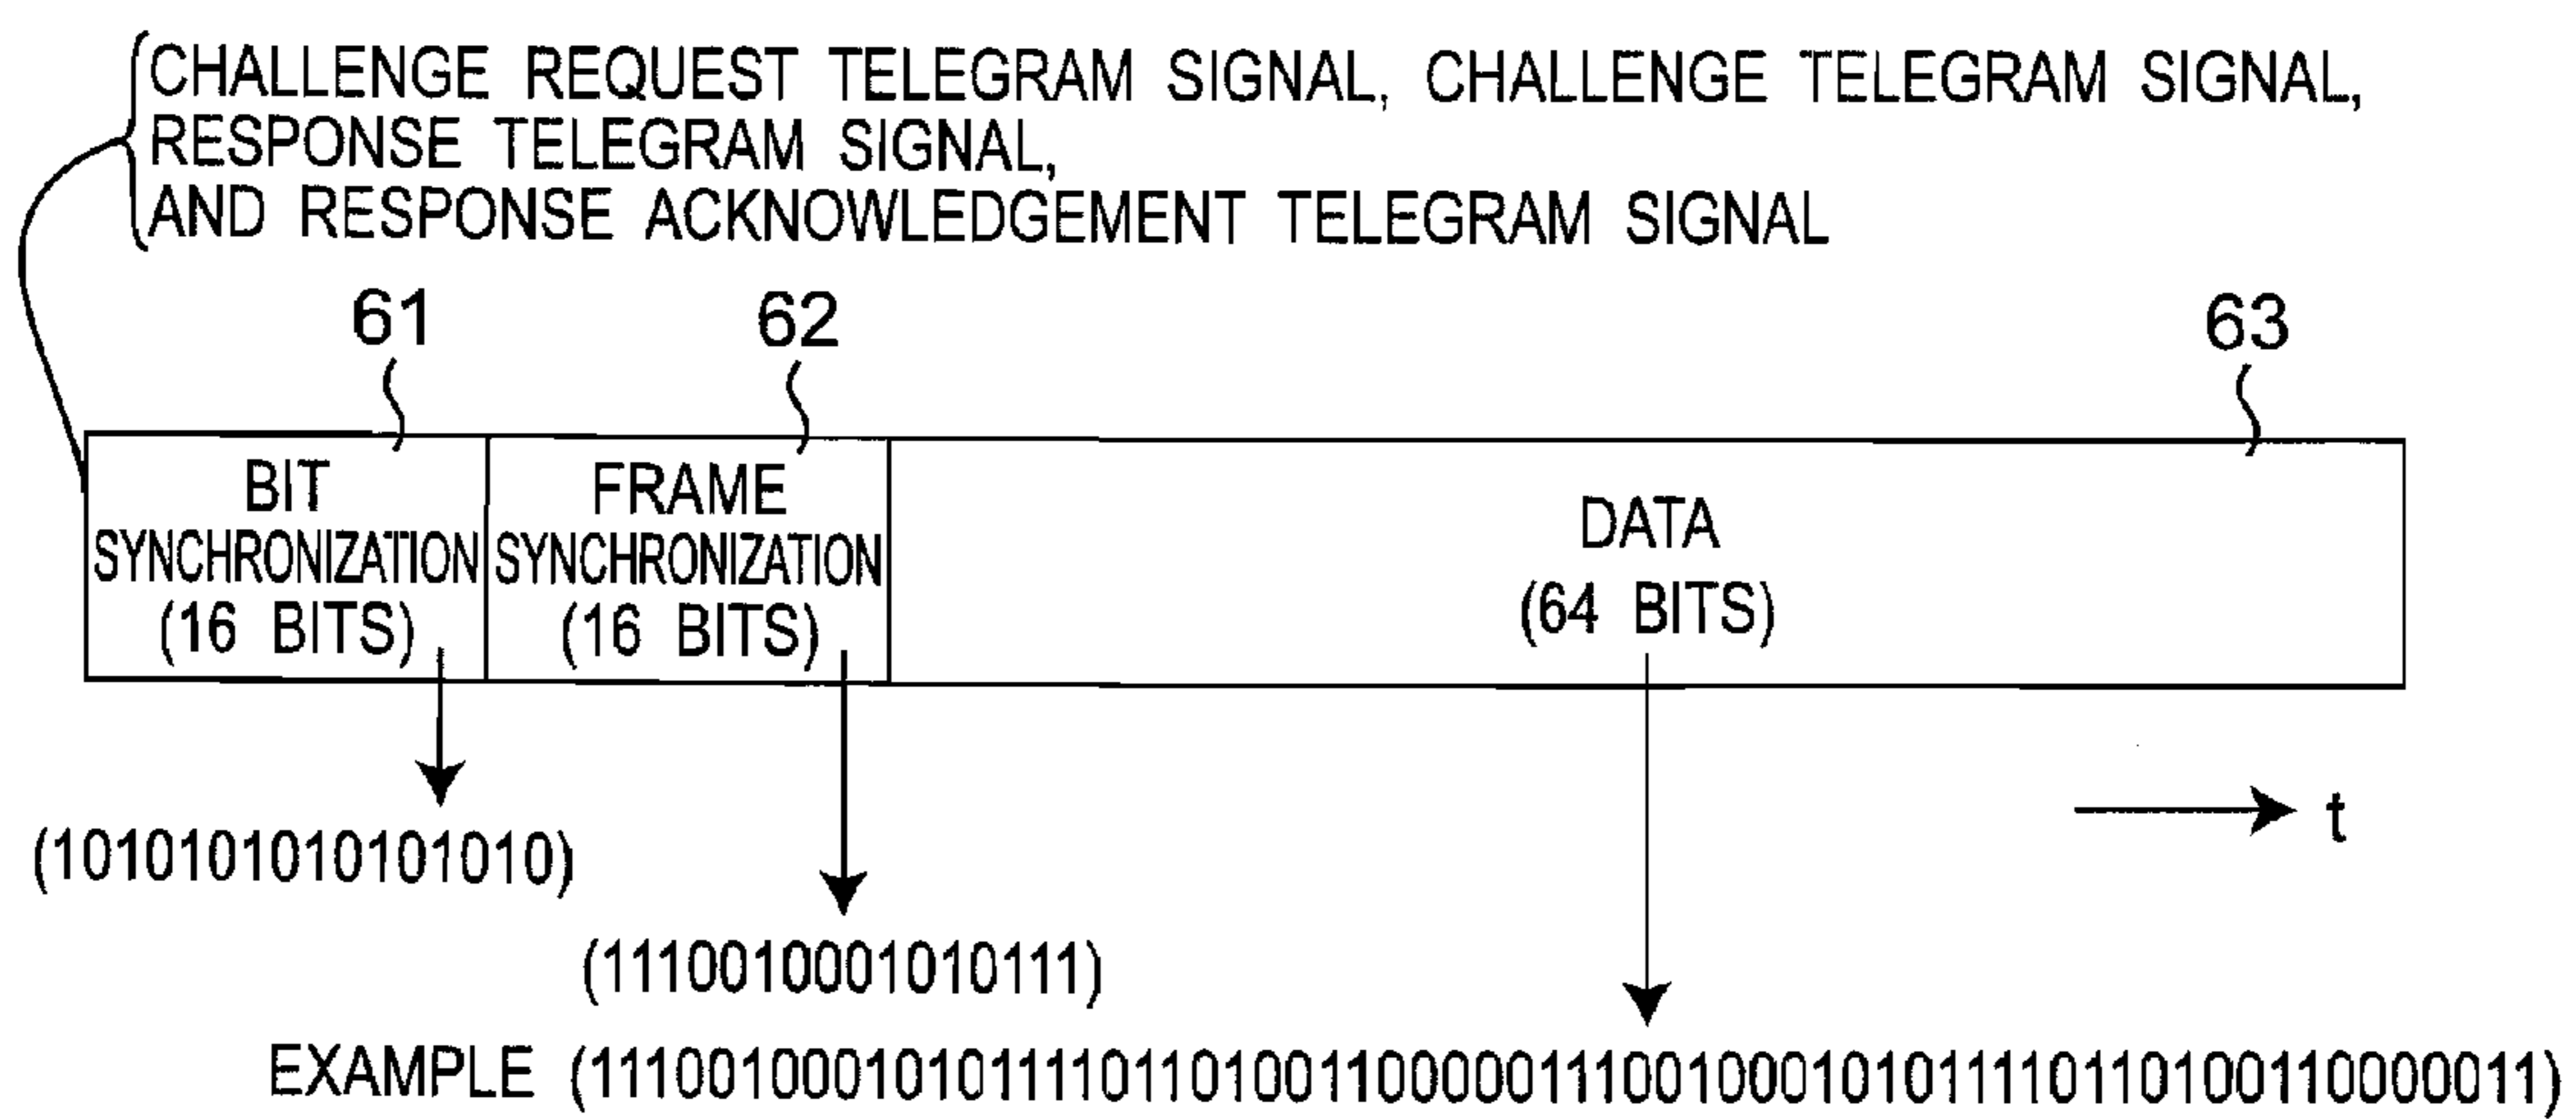 CHALLENGE REQUEST TELEGRAM SIGNAL, CHALLENGE TELEGRAM SIGNAL,
RESPONSE TELEGRAM SIGNAL,
AND RESPONSE ACKNOWLEDGEMENT TELEGRAM SIGNAL
61 62 63
BIT
SYNCHRONIZATION
(16 BITS)
FRAME
SYNCHRONIZATION
(16 BITS)
DATA
(64 BITS)
t
(1010101010101010)
(1110010001010111)
EXAMPLE (1110010001010111101101001100000111001000101011110110100110000011)